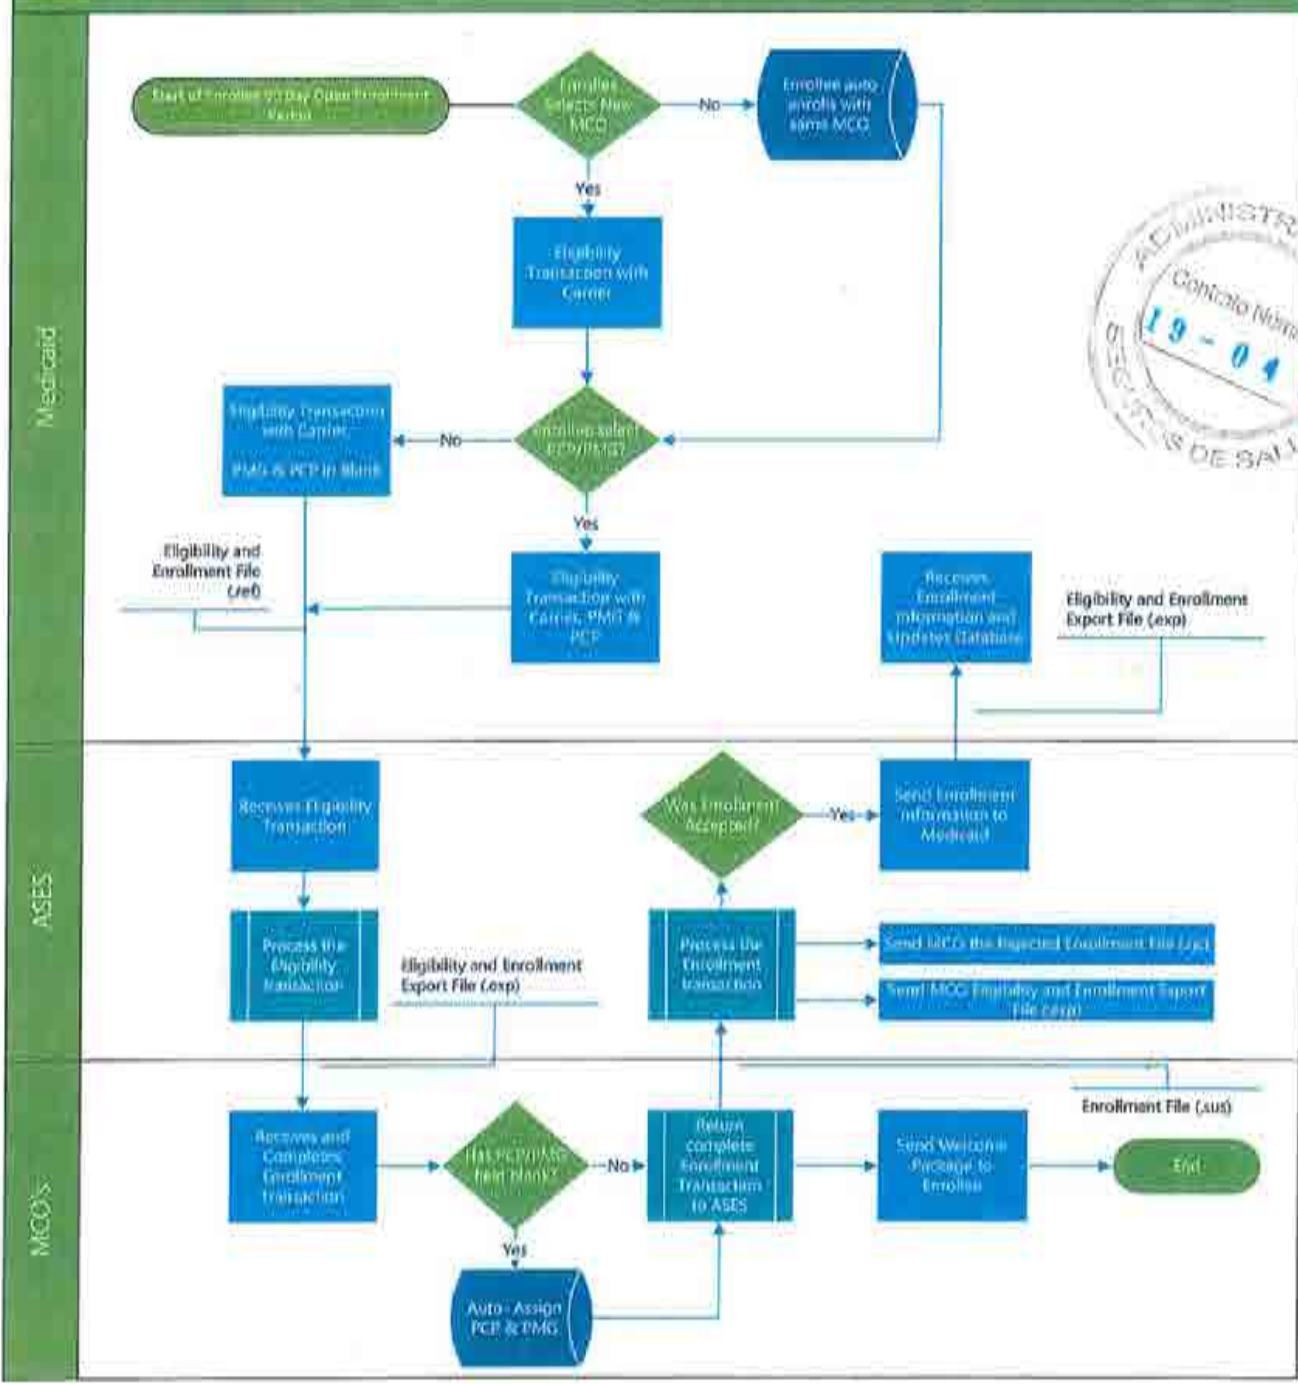 Medicaid
Start of Enrollee 90 Day Open Enrollment
Period
Enrollee
Selects New
MCO
No
Enrollee auto
enrolls with
same MCO
Yes
Eligibility
Transaction with
Carrier
ADMINISTR
Contrato Núm
19-04
SEGUROS DE SALU
Eligibility Transaction
with Carrier,
PMG & PCP in Blank
No
Enrollee select
PCP/PMG?
Yes
Eligibility and
Enrollment File
(.ref)
Eligibility
Transaction with
Carrier, PMG &
PCP
Receives
Enrollment
information and
Updates Database
Eligibility and Enrollment
Export File (.exp)
ASES
Receives Eligibility
Transaction
Was Enrollment
Accepted?
Yes
Send Enrollment
information to
Medicaid
Process the
Eligibility
transaction
Eligibility and Enrollment
Export File (.exp)
Process the
Enrollment
transaction
Send MCO the Rejected Enrollment File
Send MCO Eligibility and Enrollment Export
File (.exp)
MCO's
Receives and
Completes
Enrollment
transaction
Has PCP/PMG
field blank?
No
Return
complete
Enrollment
Transaction
to ASES
Send Welcome
Package to
Enrollee
Enrollment File (.sus)
End
Yes
Auto-Assign
PCP & PMG